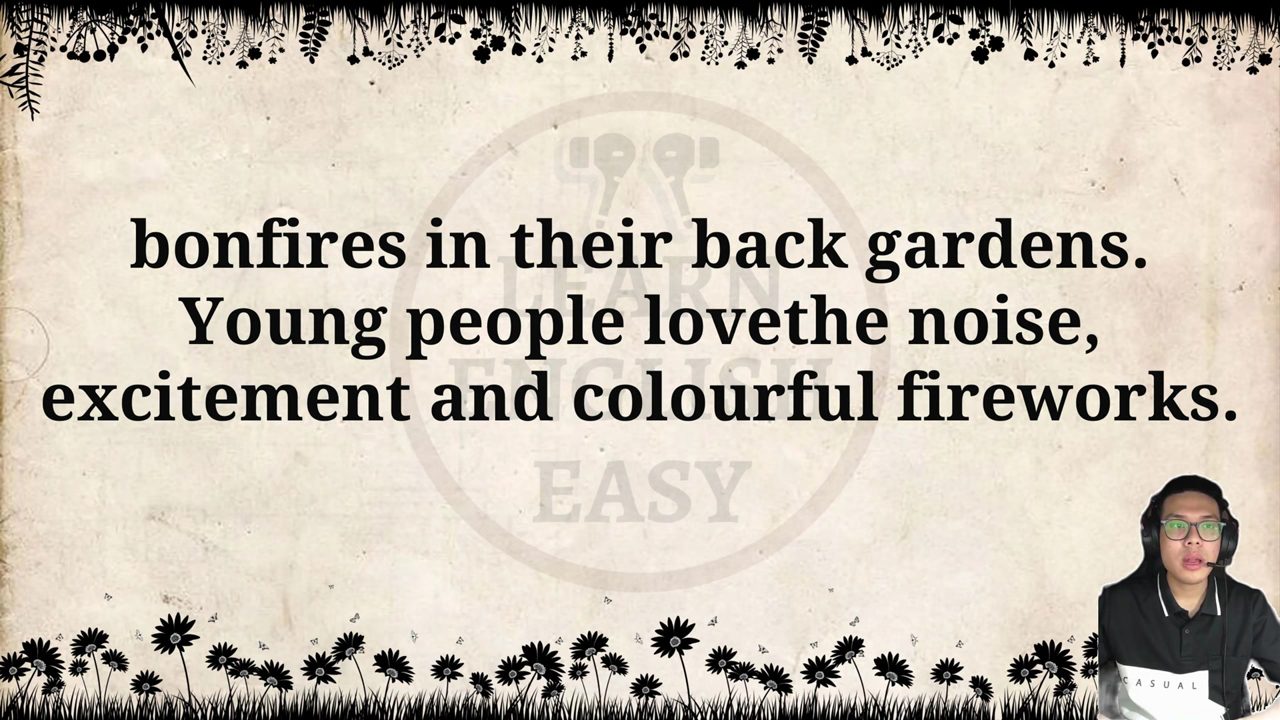 bonfires in their back gardens.
Young people lovethe noise,
excitement and colourful fireworks.
LEARN
ENGLISH
EASY
CASUAL